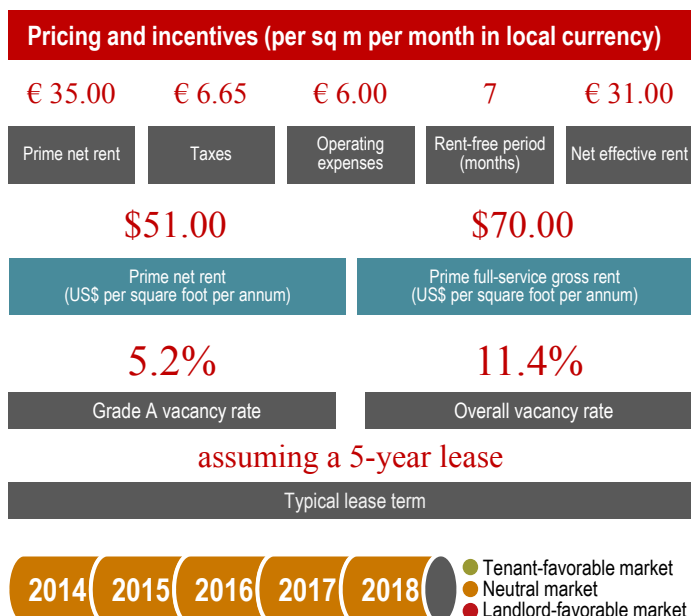 Pricing and incentives (per sq m per month in local currency)
€ 35.00 € 6.65 € 6.00 7 € 31.00
Prime net rent Taxes Operating expenses Rent-free period (months) Net effective rent
$51.00 $70.00
Prime net rent Prime full-service gross rent
(US$ per square foot per annum) (US$ per square foot per annum)
5.2% 11.4%
Grade A vacancy rate Overall vacancy rate
assuming a 5-year lease
Typical lease term
2014 2015 2016 2017 2018
Tenant-favorable market
Neutral market
Landlord-favorable market